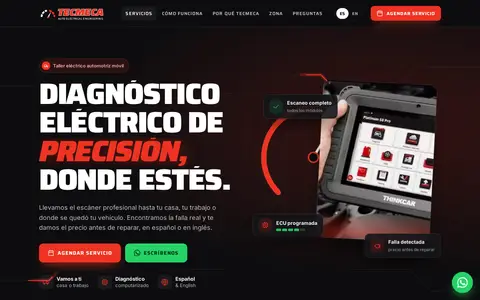 TECMECA
SERVICIOS
CÓMO FUNCIONA
POR QUÉ TECMECA
ZONA
PREGUNTAS
ES
EN
AGENDAR SERVICIO
Taller eléctrico automotriz móvil
DIAGNÓSTICO
ELÉCTRICO DE
PRECISIÓN,
DONDE ESTÉS.
Llevamos el escáner profesional hasta tu casa, tu trabajo o
donde se quedó tu vehículo. Encontramos la falla real y te
damos el precio antes de reparar, en español o en inglés.
AGENDAR SERVICIO
ESCRÍBENOS
Vamos a ti
casa o trabajo
Diagnóstico
computarizado
Español
& English
Escaneo completo
todos los módulos
Platinum S8 Pro
THINKCAR
ECU programada
Falla detectada
precio antes de reparar